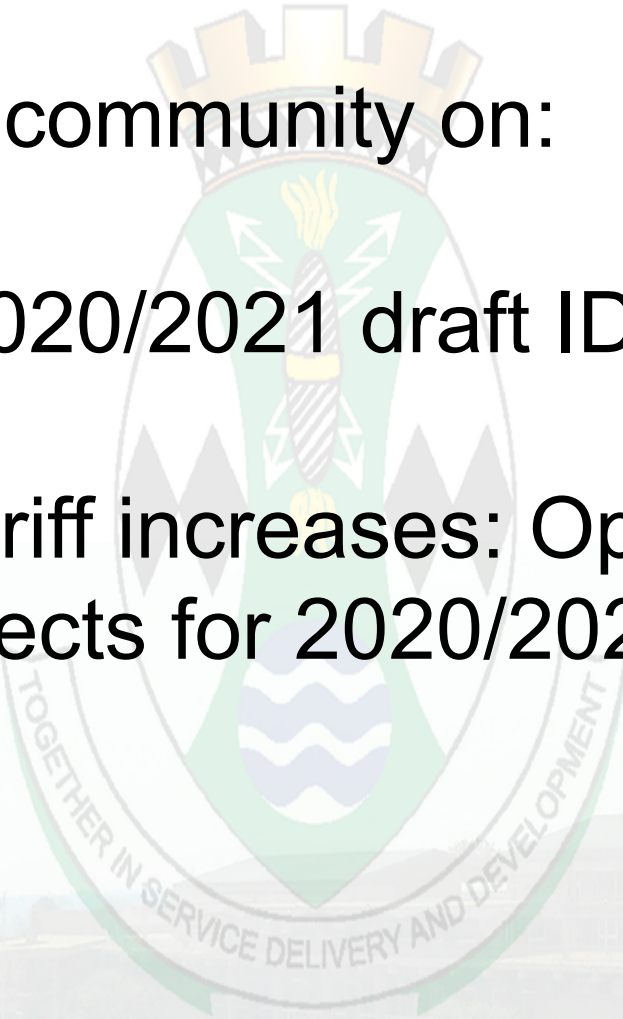 community on:
020/2021 draft ID
riff increases: Op
ects for 2020/202
TOGETHER IN SERVICE DELIVERY AND DEVELOPMENT